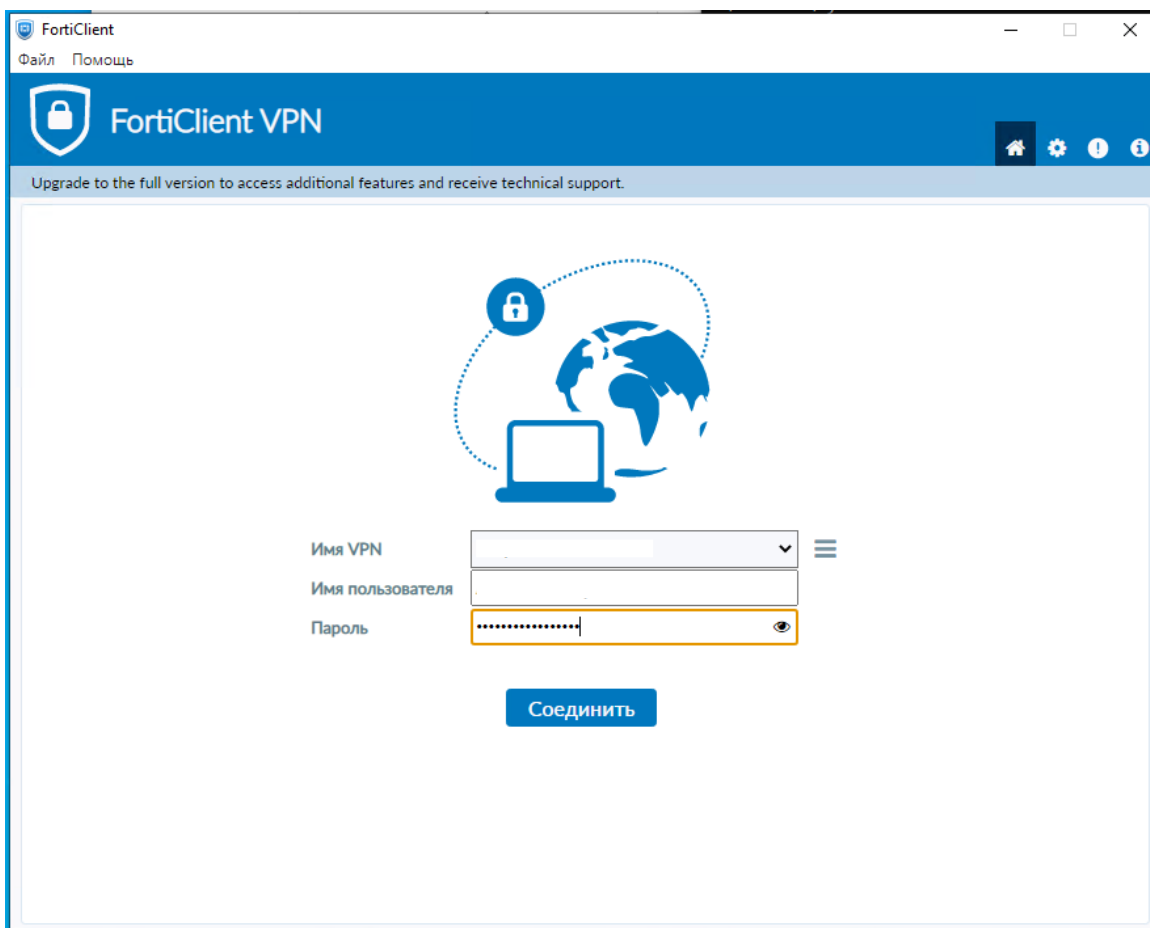 FortiClient
Файл Помощь
FortiClient VPN
Upgrade to the full version to access additional features and receive technical support.
Имя VPN
Имя пользователя
Пароль
Соединить